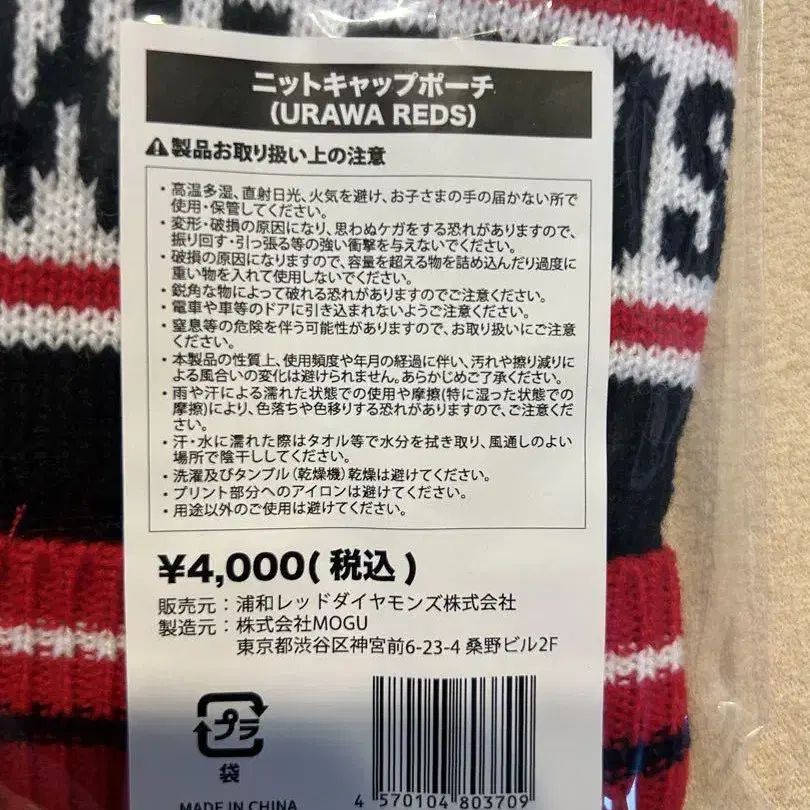 ニットキャップポーチ
(URAWA REDS)
製品お取り扱い上の注意
・高温多湿、直射日光、火気を避け、お子さまの手の届かない所で
使用・保管してください。
・変形・破損の原因になり、思わぬケガをする恐れがありますので、
振り回す・引っ張る等の強い衝撃を与えないでください。
・破損の原因になりますので、容量を超える物を詰め込んだり過度に
重い物を入れて使用しないでください。
・鋭角な物によって破れる恐れがありますのでご注意ください。
・電車や車等のドアに引き込まれないようご注意ください。
・窒息等の危険を伴う可能性がありますので、お取り扱いにご注意
ください。
・本製品の性質上、使用頻度や年月の経過に伴い、汚れや擦り減りに
よる風合いの変化は避けられません。あらかじめご了承ください。
・雨や汗による濡れた状態での使用や摩擦(特に湿った状態での
摩擦)により、色落ちや色移りする恐れがありますので、ご注意くだ
さい。
・汗・水に濡れた際はタオル等で水分を拭き取り、風通しのよい
場所で陰干ししてください。
・洗濯及びタンブル(乾燥機)乾燥は避けてください。
・プリント部分へのアイロンは避けてください。
・用途以外のご使用は避けてください。
¥4,000(税込)
販売元：浦和レッドダイヤモンズ株式会社
製造元：株式会社MOGU
東京都渋谷区神宮前6-23-4 桑野ビル2F
プラ
袋
MADE IN CHINA
4 570104 803709